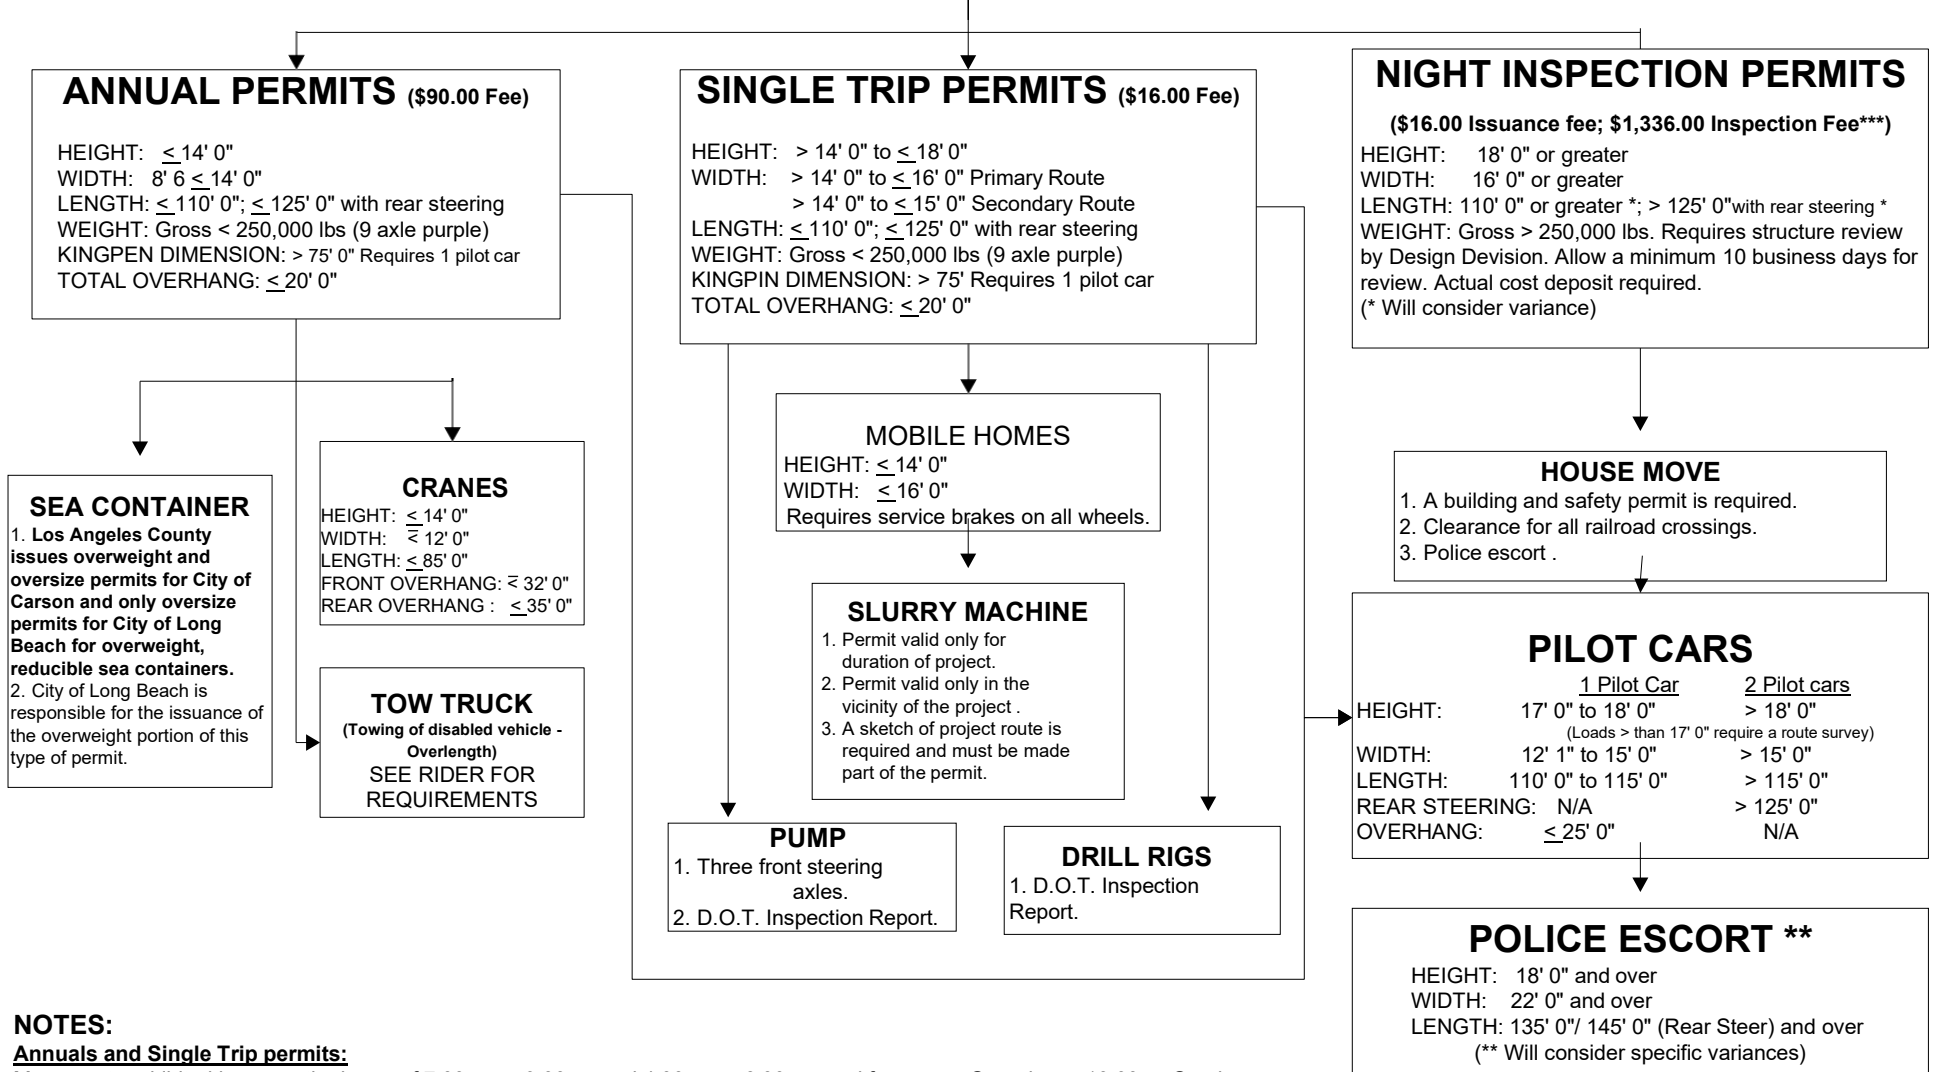 ANNUAL PERMITS ($90.00 Fee)
HEIGHT: < 14' 0"
WIDTH: 8' 6 < 14' 0"
LENGTH: < 110' 0"; < 125' 0" with rear steering
WEIGHT: Gross < 250,000 lbs (9 axle purple)
KINGPEN DIMENSION: > 75' 0" Requires 1 pilot car
TOTAL OVERHANG: < 20' 0"
SINGLE TRIP PERMITS ($16.00 Fee)
HEIGHT: > 14' 0" to < 18' 0"
WIDTH: > 14' 0" to < 16' 0" Primary Route
> 14' 0" to < 15' 0" Secondary Route
LENGTH: < 110' 0"; < 125' 0" with rear steering
WEIGHT: Gross < 250,000 lbs (9 axle purple)
KINGPIN DIMENSION: > 75' Requires 1 pilot car
TOTAL OVERHANG: < 20' 0"
NIGHT INSPECTION PERMITS
($16.00 Issuance fee; $1,336.00 Inspection Fee***)
HEIGHT: 18' 0" or greater
WIDTH: 16' 0" or greater
LENGTH: 110' 0" or greater *; > 125' 0"with rear steering *
WEIGHT: Gross > 250,000 lbs. Requires structure review
by Design Devision. Allow a minimum 10 business days for
review. Actual cost deposit required.
(* Will consider variance)
SEA CONTAINER
1. Los Angeles County
issues overweight and
oversize permits for City of
Carson and only oversize
permits for City of Long
Beach for overweight,
reducible sea containers.
2. City of Long Beach is
responsible for the issuance of
the overweight portion of this
type of permit.
CRANES
HEIGHT: < 14' 0"
WIDTH: < 12' 0"
LENGTH: < 85' 0"
FRONT OVERHANG: < 32' 0"
REAR OVERHANG : < 35' 0"
TOW TRUCK
(Towing of disabled vehicle -
Overlength)
SEE RIDER FOR
REQUIREMENTS
MOBILE HOMES
HEIGHT: < 14' 0"
WIDTH: < 16' 0"
Requires service brakes on all wheels.
SLURRY MACHINE
1. Permit valid only for
duration of project.
2. Permit valid only in the
vicinity of the project .
3. A sketch of project route is
required and must be made
part of the permit.
PUMP
1. Three front steering
axles.
2. D.O.T. Inspection Report.
DRILL RIGS
1. D.O.T. Inspection
Report.
HOUSE MOVE
1. A building and safety permit is required.
2. Clearance for all railroad crossings.
3. Police escort .
PILOT CARS
1 Pilot Car 2 Pilot cars
HEIGHT: 17' 0" to 18' 0" > 18' 0"
(Loads > than 17' 0" require a route survey)
WIDTH: 12' 1" to 15' 0" > 15' 0"
LENGTH: 110' 0" to 115' 0" > 115' 0"
REAR STEERING: N/A > 125' 0"
OVERHANG: < 25' 0" N/A
POLICE ESCORT **
HEIGHT: 18' 0" and over
WIDTH: 22' 0" and over
LENGTH: 135' 0"/ 145' 0" (Rear Steer) and over
(** Will consider specific variances)
NOTES:
Annuals and Single Trip permits: